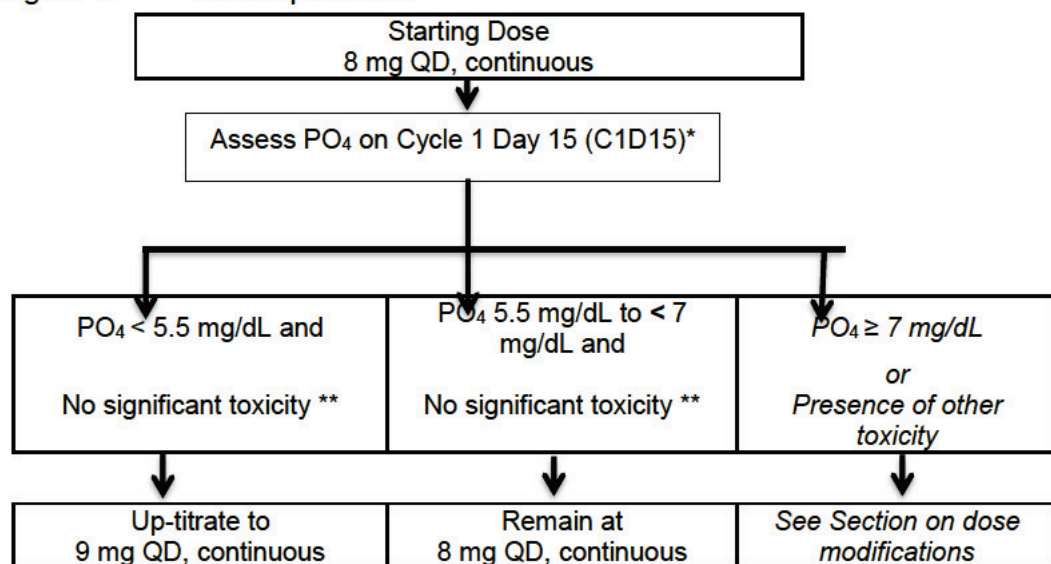 Starting Dose
8 mg QD, continuous
Assess PO₄ on Cycle 1 Day 15 (C1D15)*
PO₄ < 5.5 mg/dL and
No significant toxicity **
PO₄ 5.5 mg/dL to < 7
mg/dL and
No significant toxicity **
PO₄ ≥ 7 mg/dL
or
Presence of other
toxicity
Up-titrate to
9 mg QD, continuous
Remain at
8 mg QD, continuous
See Section on dose
modifications